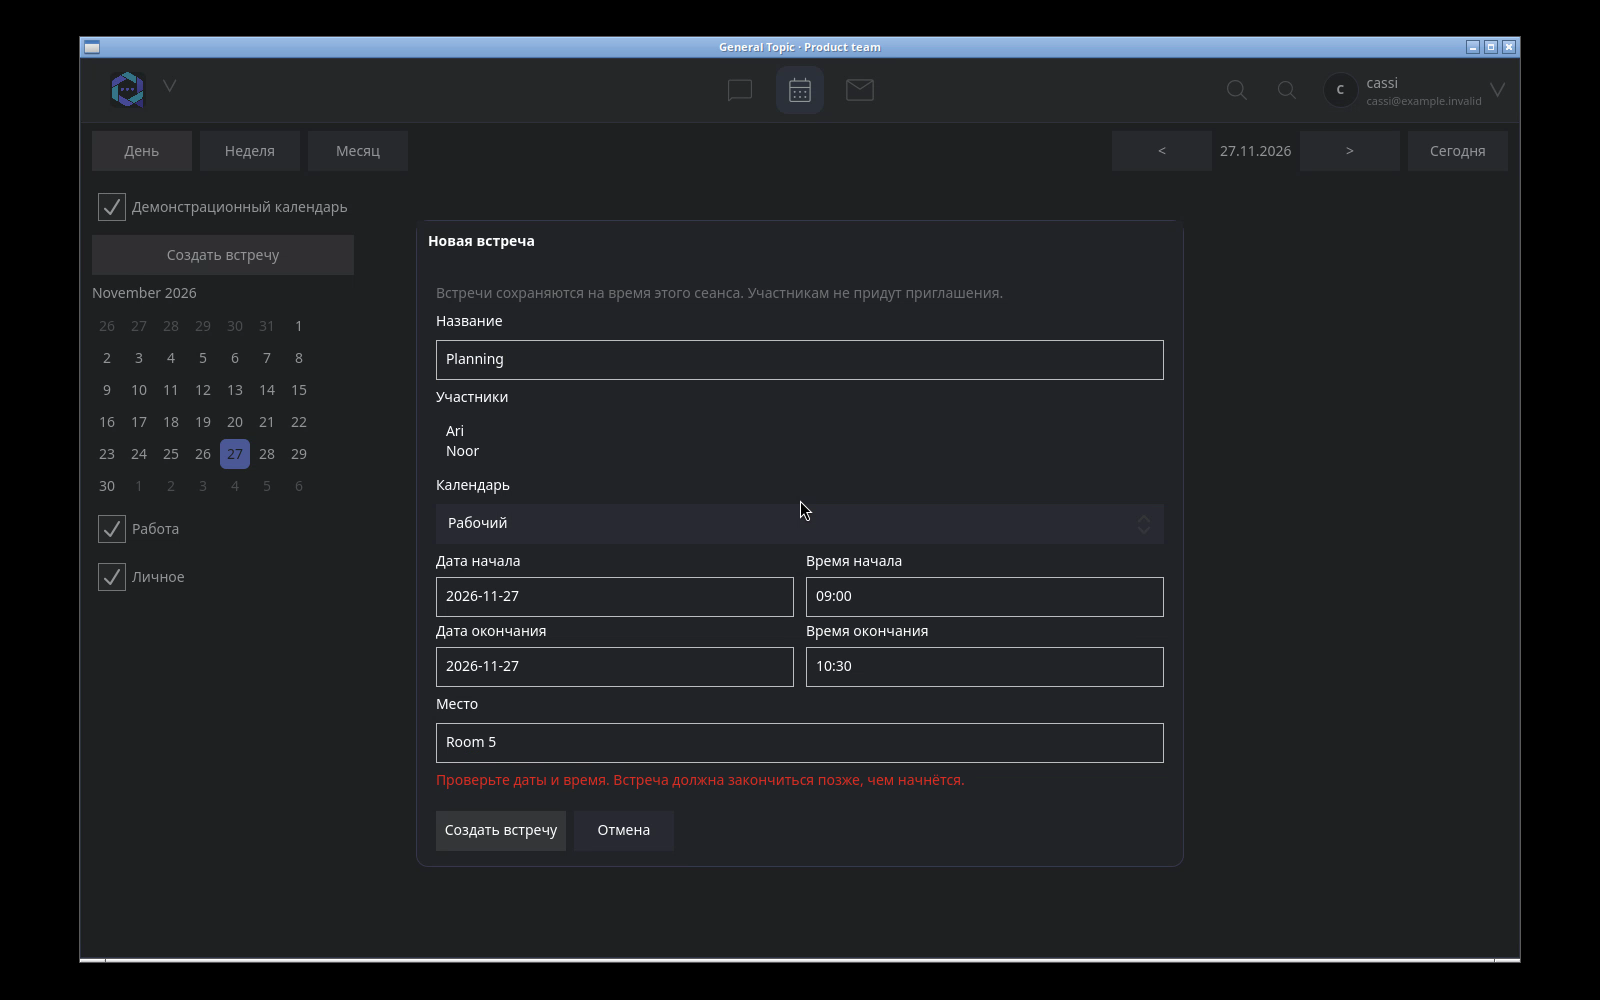 General Topic · Product team
cassi
C
cassi@example.invalid
День Неделя Месяц < 27.11.2026 > Сегодня
Демонстрационный календарь
Создать встречу
November 2026
26 27 28 29 30 31 1
2 3 4 5 6 7 8
9 10 11 12 13 14 15
16 17 18 19 20 21 22
23 24 25 26 27 28 29
30 1 2 3 4 5 6
Работа
Личное
Новая встреча
Встречи сохраняются на время этого сеанса. Участникам не придут приглашения.
Название
Planning
Участники
Ari
Noor
Календарь
Рабочий
Дата начала Время начала
2026-11-27 09:00
Дата окончания Время окончания
2026-11-27 10:30
Место
Room 5
Проверьте даты и время. Встреча должна закончиться позже, чем начнётся.
Создать встречу Отмена